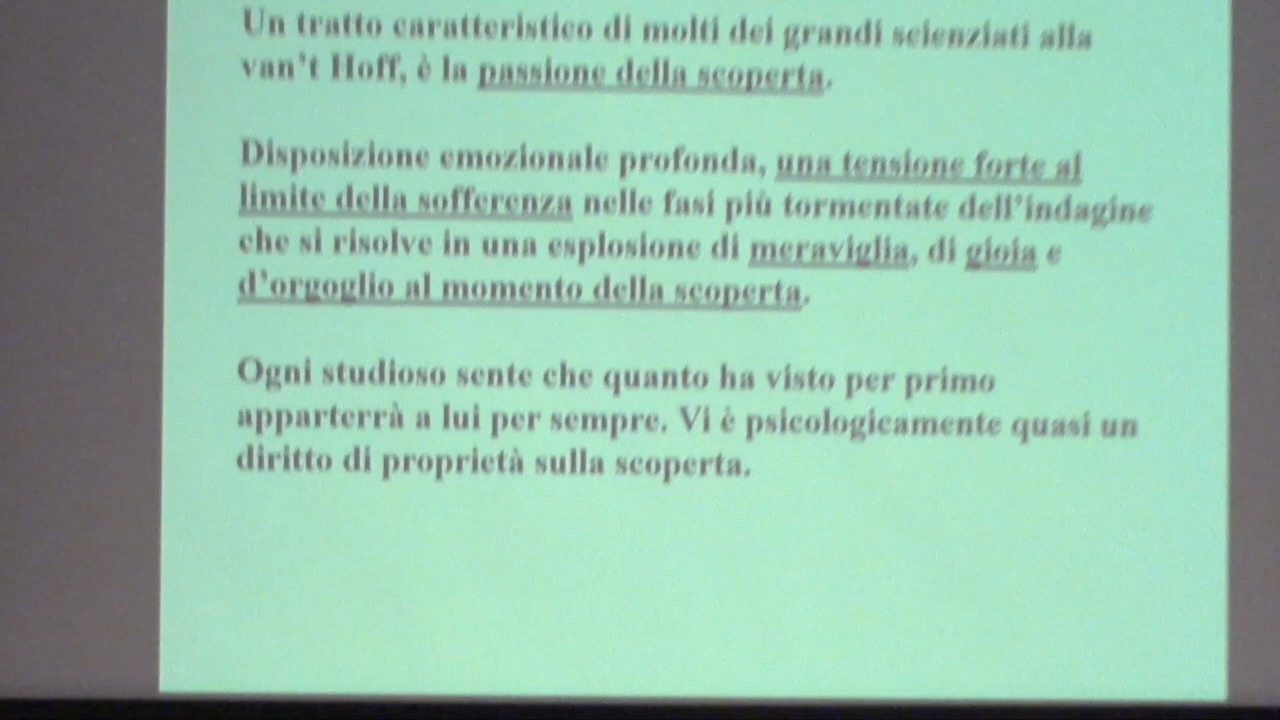 Un tratto caratteristico di molti dei grandi scienziati alla
van't Hoff, è la passione della scoperta.
Disposizione emozionale profonda, una tensione forte al
limite della sofferenza nelle fasi più tormentate dell'indagine
che si risolve in una esplosione di meraviglia, di gioia e
d'orgoglio al momento della scoperta.
Ogni studioso sente che quanto ha visto per primo
apparterrà a lui per sempre. Vi è psicologicamente quasi un
diritto di proprietà sulla scoperta.